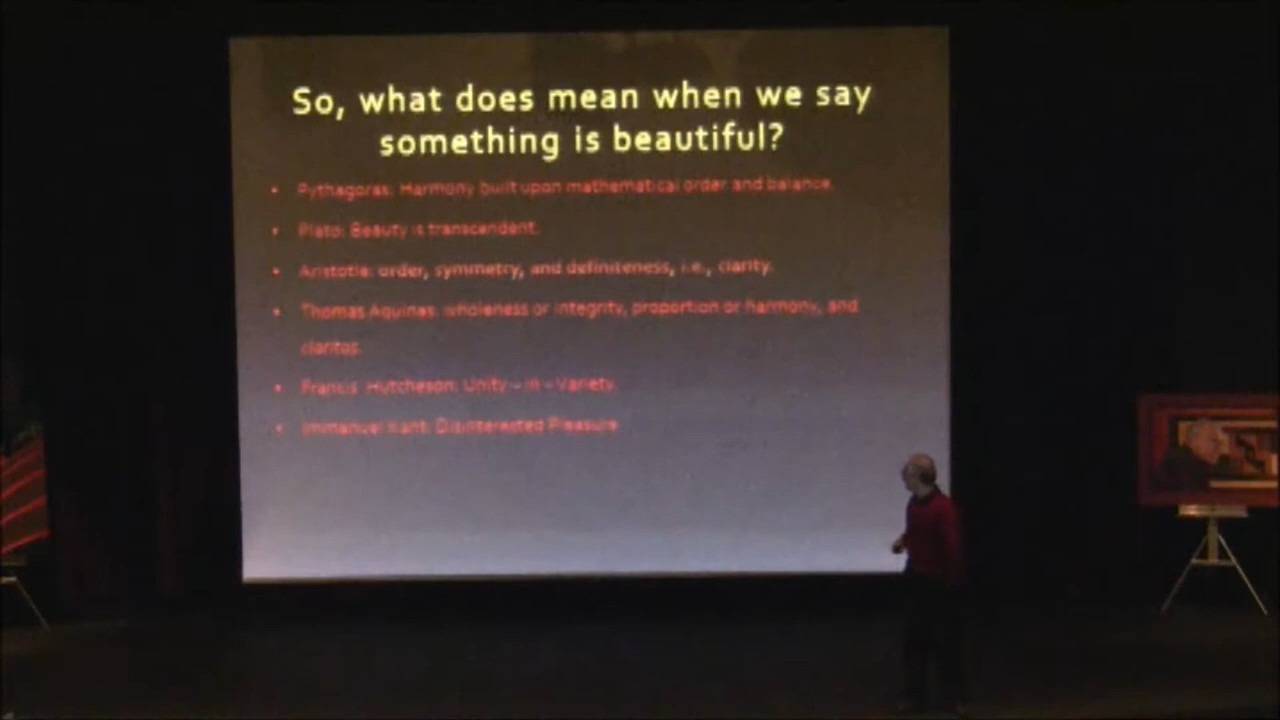 So, what does mean when we say
something is beautiful?
• Pythagoras: Harmony built upon mathematical order and balance.
• Plato: Beauty is transcendent.
• Aristotle: order, symmetry, and definiteness, i.e., clarity.
• Thomas Aquinas: wholeness or integrity, proportion or harmony, and
claritas.
• Francis Hutcheson: Unity – in – Variety.
• Immanuel Kant: Disinterested Pleasure